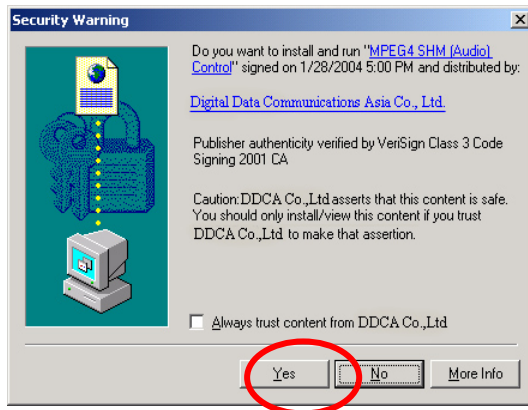 Security Warning
Do you want to install and run "MPEG4 SHM (Audio)
Control" signed on 1/28/2004 5:00 PM and distributed by:
Digital Data Communications Asia Co., Ltd.
Publisher authenticity verified by VeriSign Class 3 Code
Signing 2001 CA
Caution:DDCA Co.,Ltd asserts that this content is safe.
You should only install/view this content if you trust
DDCA Co.,Ltd to make that assertion.
Always trust content from DDCA Co.,Ltd
Yes No More Info